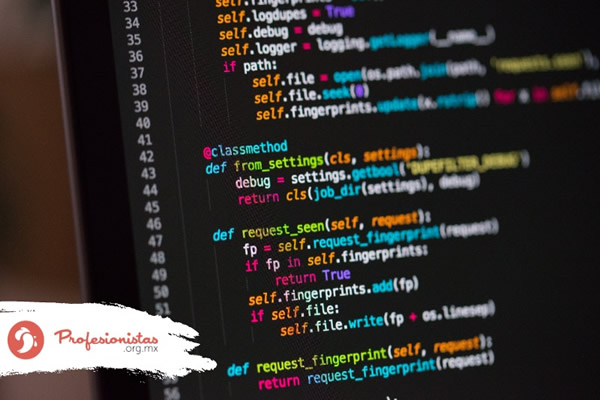 33
34 self.logdupes = True
35 self.debug = debug
36 self.logger = logging.getLogger(__name__)
37 if path:
38 self.file = open(os.path.join(path, 'requests.seen'),
39 self.file.seek(0)
40 self.fingerprints.update(x.rstrip() for x in self.
41
42 @classmethod
43 def from_settings(cls, settings):
44 debug = settings.getbool('DUPEFILTER_DEBUG')
45 return cls(job_dir(settings), debug)
46
47 def request_seen(self, request):
48 fp = self.request_fingerprint(request)
49 if fp in self.fingerprints:
50 return True
51 self.fingerprints.add(fp)
if self.file:
self.file.write(fp + os.linesep)
def request_fingerprint(self, request):
return request_fingerprint(request)
Profesionistas
.org.mx